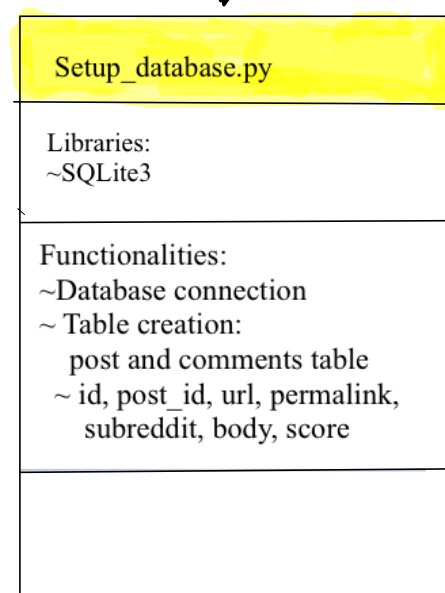 Setup_database.py
Libraries:
~SQLite3
Functionalities:
~Database connection
~ Table creation:
post and comments table
~ id, post_id, url, permalink,
subreddit, body, score